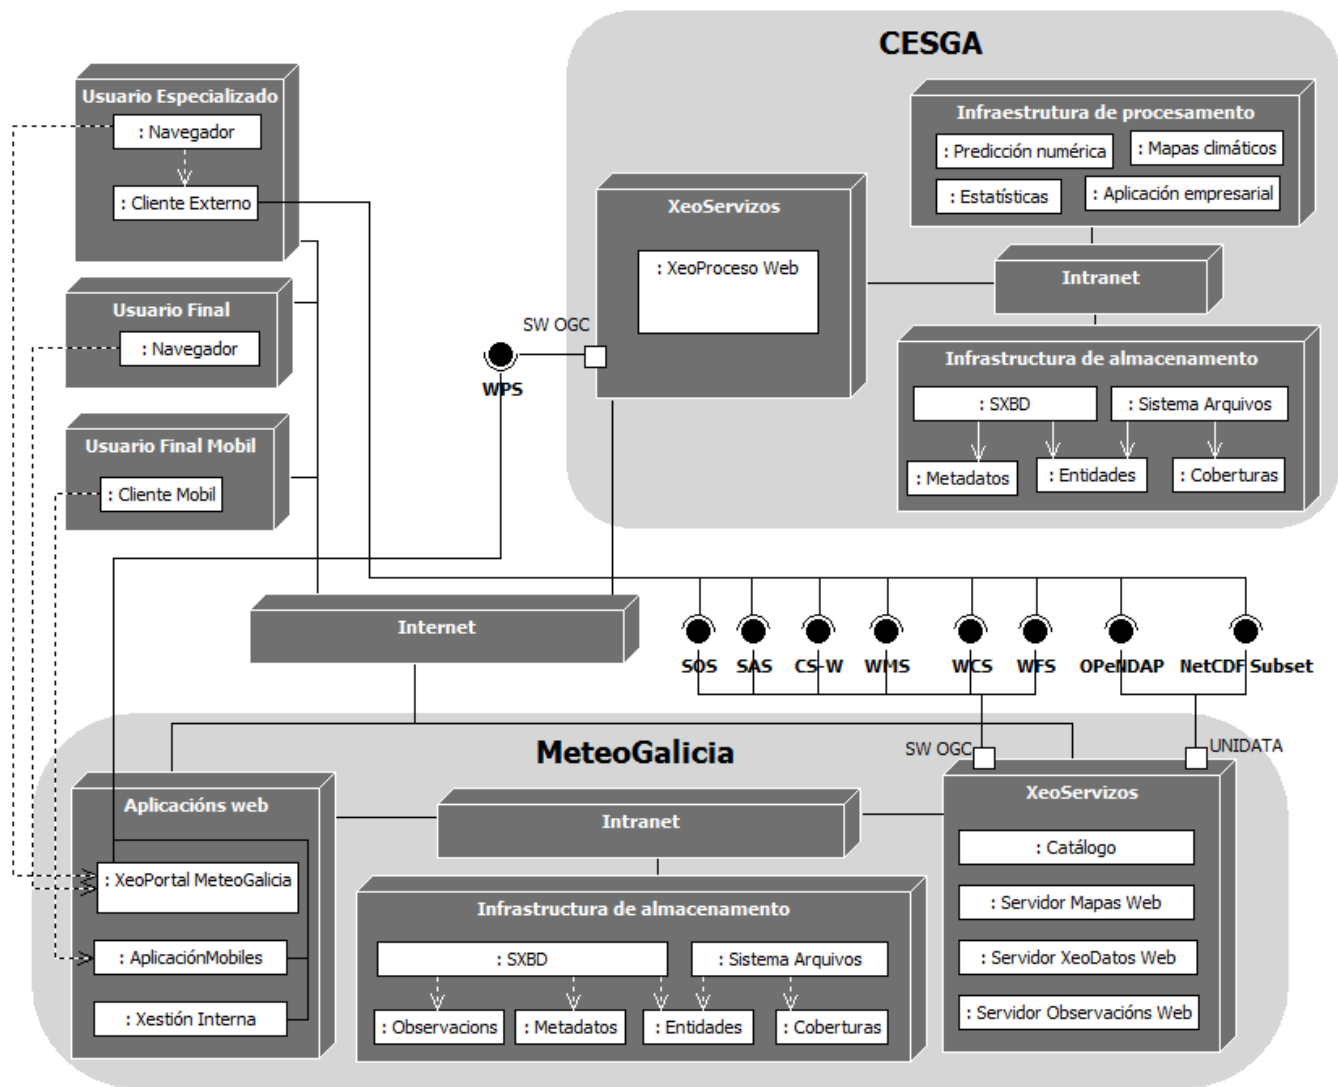 CESGA
Usuario Especializado
: Navegador
: Cliente Externo
Infraestrutura de procesamento
: Predicción numérica
: Mapas climáticos
: Estatísticas
: Aplicación empresarial
XeoServizos
: XeoProceso Web
Intranet
Usuario Final
: Navegador
SW OGC
WPS
Infrastructura de almacenamento
: SXBD
: Sistema Arquivos
: Metadatos
: Entidades
: Coberturas
Usuario Final Mobil
: Cliente Mobil
Internet
SOS
SAS
CS-W
WMS
WCS
WFS
OPeNDAP
NetCDF Subset
MeteoGalicia
SW OGC
UNIDATA
Aplicacións web
: XeoPortal MeteoGalicia
: AplicaciónMobiles
: Xestión Interna
Intranet
Infrastructura de almacenamento
: SXBD
: Sistema Arquivos
: Observacions
: Metadatos
: Entidades
: Coberturas
XeoServizos
: Catálogo
: Servidor Mapas Web
: Servidor XeoDatos Web
: Servidor Observacións Web